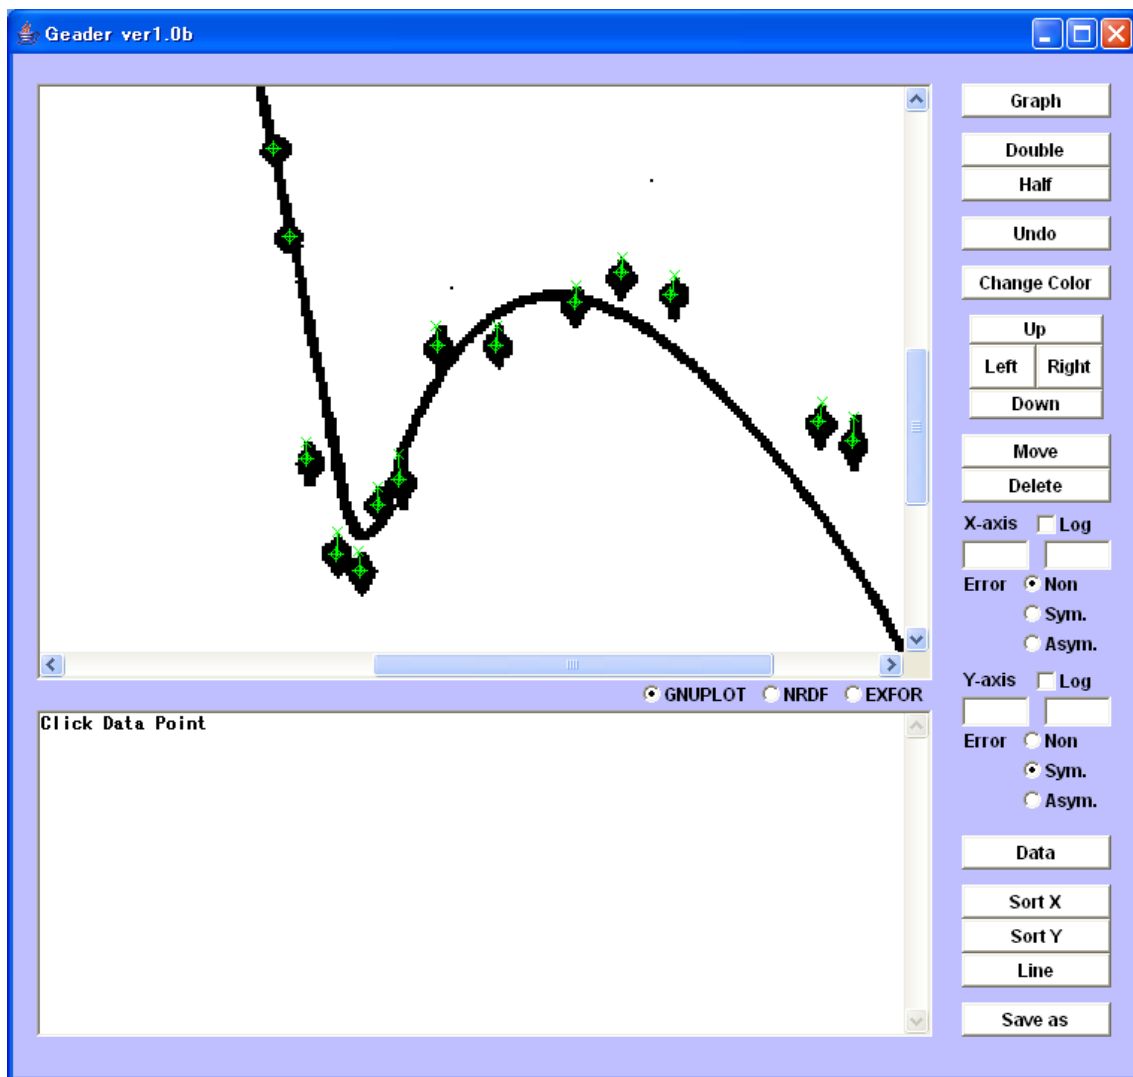 Geader ver1.0b
Graph
Double
Half
Undo
Change Color
Up
Left Right
Down
Move
Delete
X-axis Log
Error Non
Sym.
Asym.
Y-axis Log
Error Non
Sym.
Asym.
GNUPLOT NRDF EXFOR
Click Data Point
Data
Sort X
Sort Y
Line
Save as